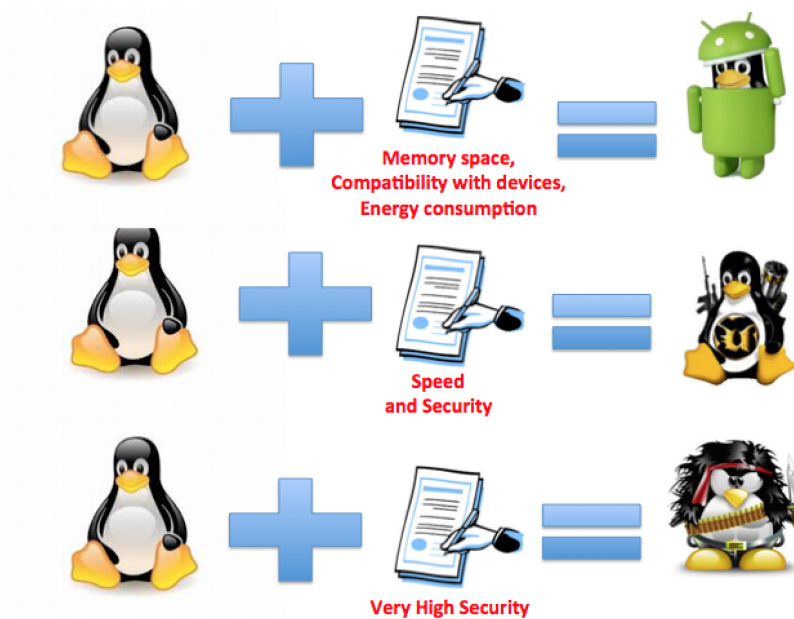 Memory space,
Compatibility with devices,
Energy consumption
Speed
and Security
Very High Security